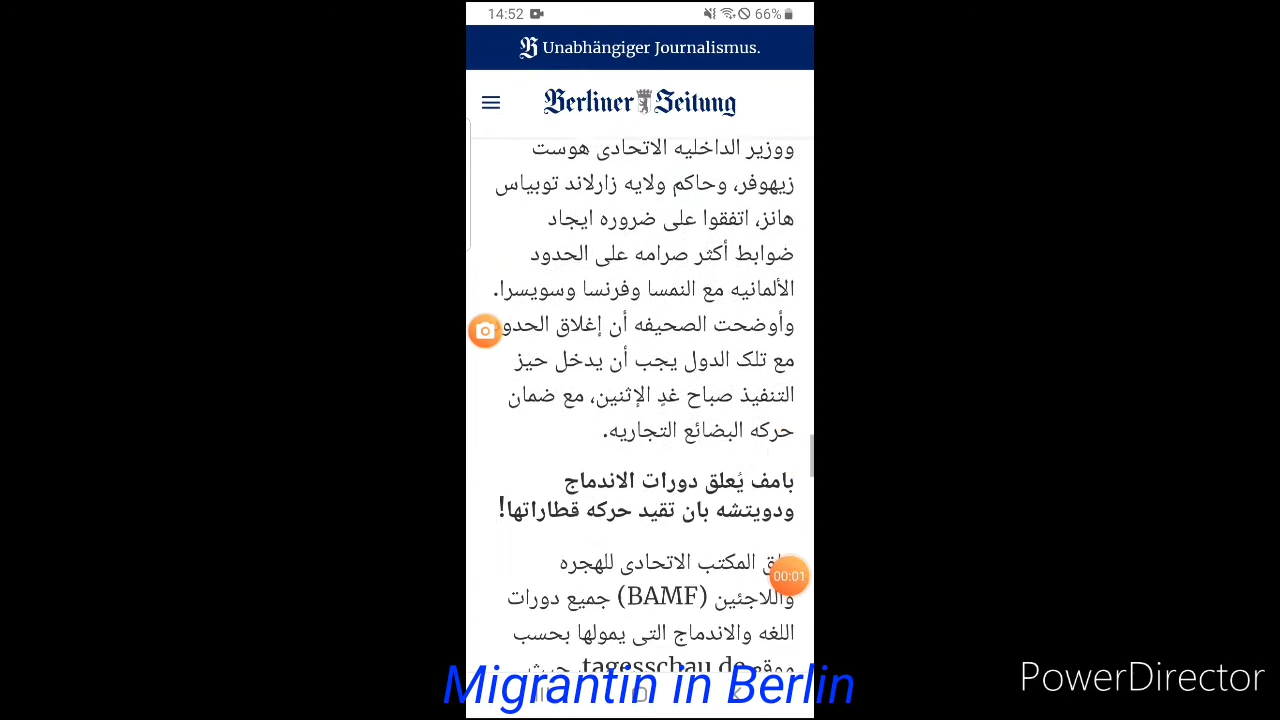 14:52
66%
Unabhängiger Journalismus.
Berliner Zeitung
ووزير الداخليه الاتحادى هوست
زيهوفر، وحاكم ولايه زارلاند توبياس
هانز، اتفقوا على ضروره ايجاد
ضوابط أكثر صرامه على الحدود
الألمانيه مع النمسا وفرنسا وسويسرا.
وأوضحت الصحيفه أن إغلاق الحدود
مع تلک الدول يجب أن يدخل حيز
التنفيذ صباح غدٍ الإثنين، مع ضمان
حركه البضائع التجاريه.
بامف يُعلق دورات الاندماج
ودويتشه بان تقيد حركه قطاراتها!
المكتب الاتحادى للهجره
00:01
واللاجئين (BAMF) جميع دورات
اللغه والاندماج التى يمولها بحسب
موقع tagesschau.de، حيث
Migrantin in Berlin
PowerDirector